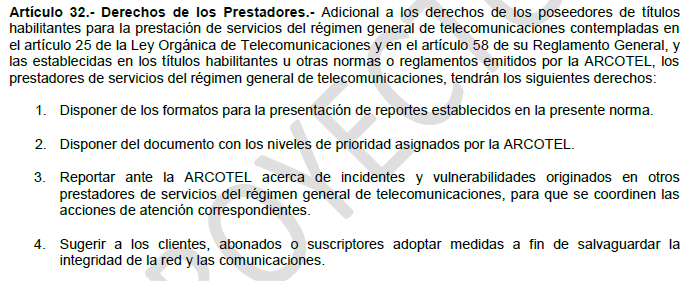 Artículo 32.- Derechos de los Prestadores.- Adicional a los derechos de los poseedores de títulos
habilitantes para la prestación de servicios del régimen general de telecomunicaciones contempladas en
el artículo 25 de la Ley Orgánica de Telecomunicaciones y en el artículo 58 de su Reglamento General, y
las establecidas en los títulos habilitantes u otras normas o reglamentos emitidos por la ARCOTEL, los
prestadores de servicios del régimen general de telecomunicaciones, tendrán los siguientes derechos:
1. Disponer de los formatos para la presentación de reportes establecidos en la presente norma.
2. Disponer del documento con los niveles de prioridad asignados por la ARCOTEL.
3. Reportar ante la ARCOTEL acerca de incidentes y vulnerabilidades originados en otros
prestadores de servicios del régimen general de telecomunicaciones, para que se coordinen las
acciones de atención correspondientes.
4. Sugerir a los clientes, abonados o suscriptores adoptar medidas a fin de salvaguardar la
integridad de la red y las comunicaciones.
ROYECT